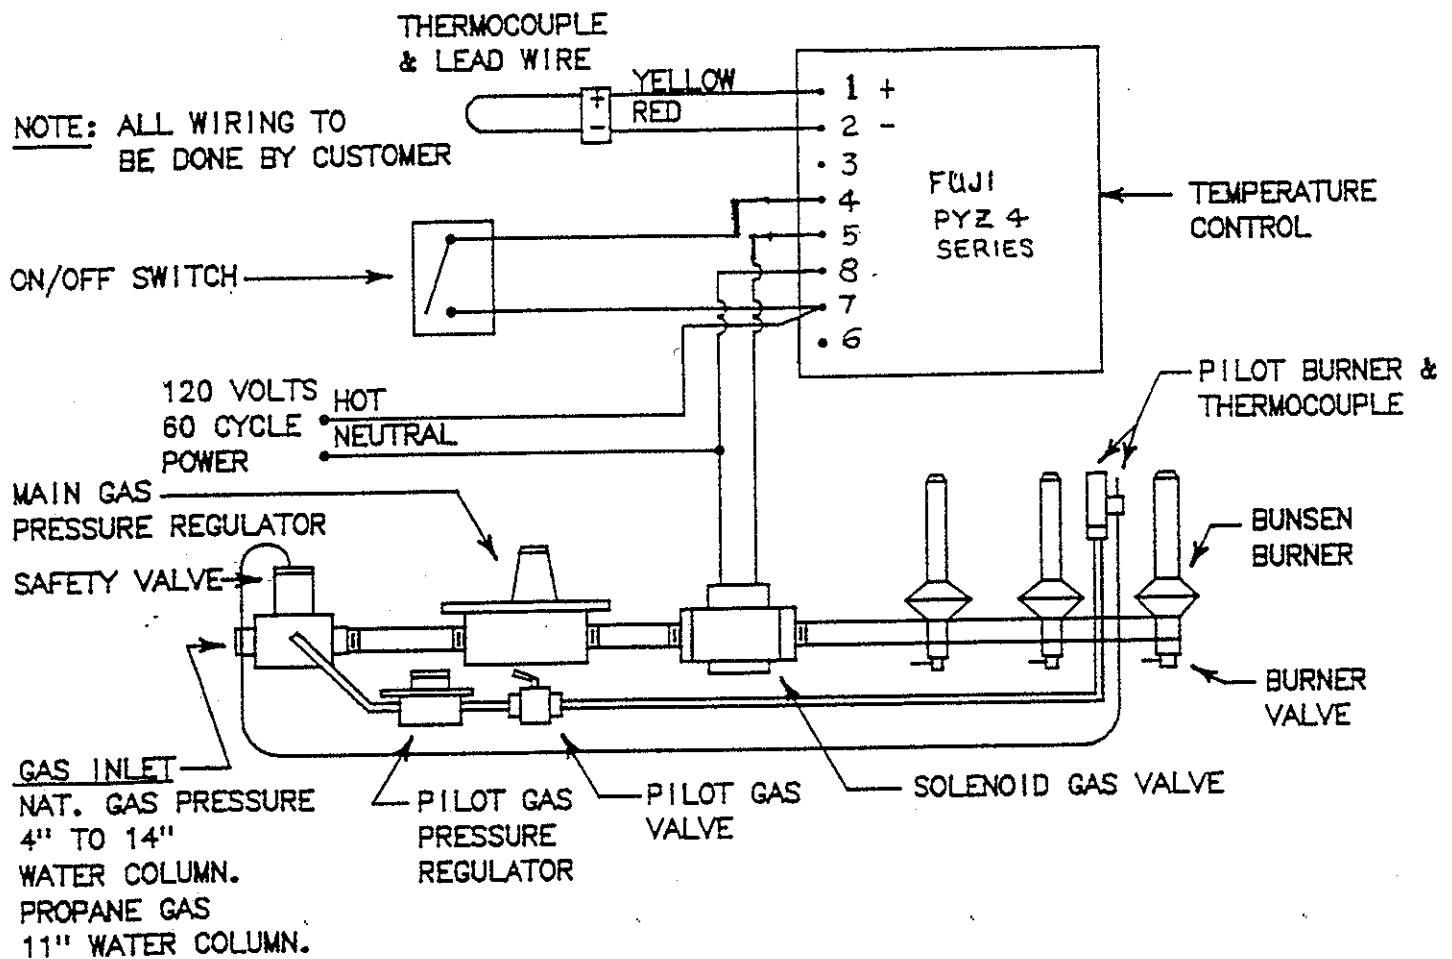 THERMOCOUPLE
& LEAD WIRE
NOTE: ALL WIRING TO
BE DONE BY CUSTOMER
YELLOW
RED
+
-
1 +
2 -
3
4
5
8
7
6
FUJI
PYZ 4
SERIES
TEMPERATURE
CONTROL
ON/OFF SWITCH
120 VOLTS
60 CYCLE
POWER
HOT
NEUTRAL
PILOT BURNER &
THERMOCOUPLE
MAIN GAS
PRESSURE REGULATOR
SAFETY VALVE
BUNSEN
BURNER
BURNER
VALVE
GAS INLET
NAT. GAS PRESSURE
4" TO 14"
WATER COLUMN.
PROPANE GAS
11" WATER COLUMN.
PILOT GAS
PRESSURE
REGULATOR
PILOT GAS
VALVE
SOLENOID GAS VALVE